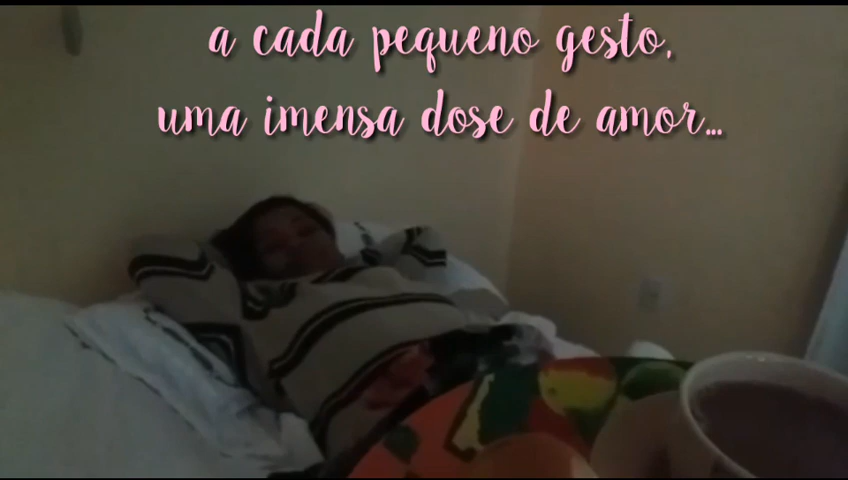 a cada pequeno gesto,
uma imensa dose de amor...